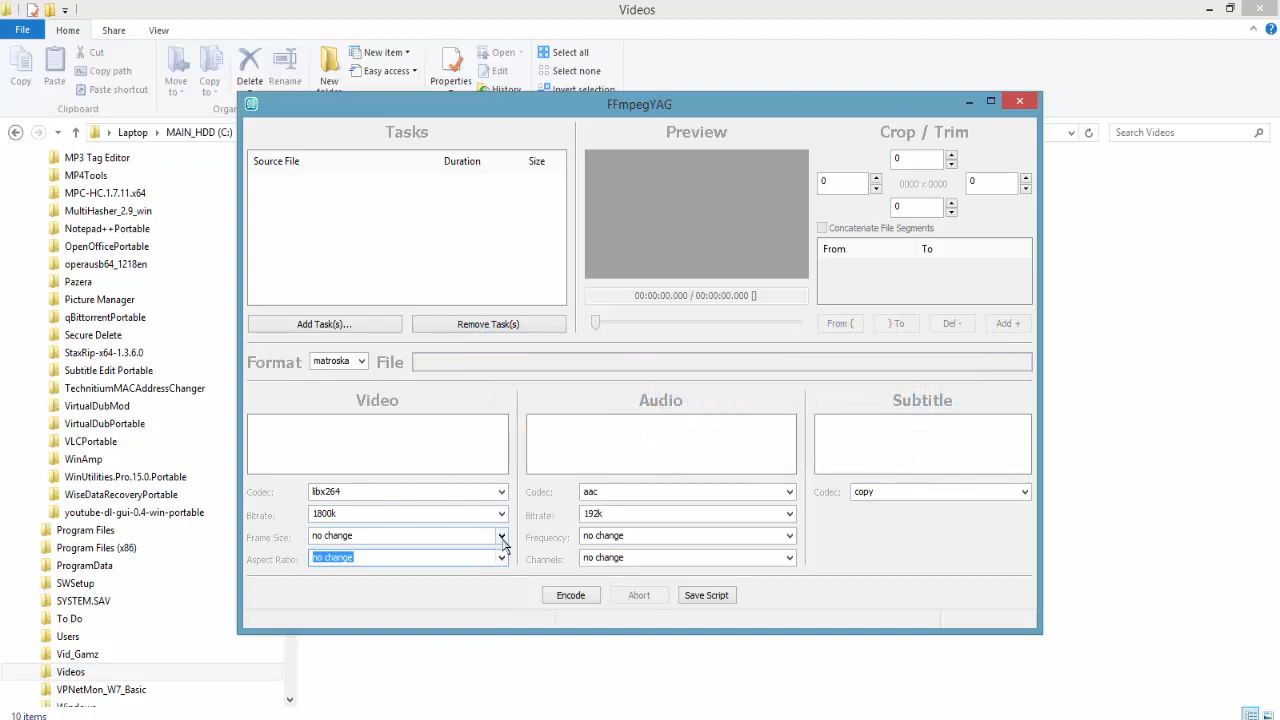 Videos
File
Home
Share
View
Copy
Paste
Cut
Copy path
Paste shortcut
Clipboard
Move
to
Copy
to
Delete
Rename
New
New item
Easy access
Properties
Open
Edit
History
Select all
Select none
Laptop
MAIN_HDD (C:)
Search Videos
MP3 Tag Editor
MP4Tools
MPC-HC.1.7.11.x64
MultiHasher_2.9_win
Notepad++Portable
OpenOfficePortable
operausb64_1218en
Pazera
Picture Manager
qBittorrentPortable
Secure Delete
StaxRip-x64-1.3.6.0
Subtitle Edit Portable
TechnitiumMACAddressChanger
VirtualDubMod
VirtualDubPortable
VLCPortable
WinAmp
WinUtilities.Pro.15.0.Portable
WiseDataRecoveryPortable
youtube-dl-gui-0.4-win-portable
Program Files
Program Files (x86)
ProgramData
SWSetup
SYSTEM.SAV
To Do
Users
Vid_Gamz
Videos
VPNetMon_W7_Basic
10 items
FFmpegYAG
Tasks
Source File Duration Size
Add Task(s)...
Remove Task(s)
Preview
00:00:00.000 / 00:00:00.000 []
Crop / Trim
0
0
0000 x 0000
0
0
Concatenate File Segments
From To
From {
} To
Del -
Add +
Format
matroska
File
Video
Codec:
libx264
Bitrate:
1800k
Frame Size:
no change
Aspect Ratio:
no change
Audio
Codec:
aac
Bitrate:
192k
Frequency:
no change
Channels:
no change
Subtitle
Codec:
copy
Encode
Abort
Save Script